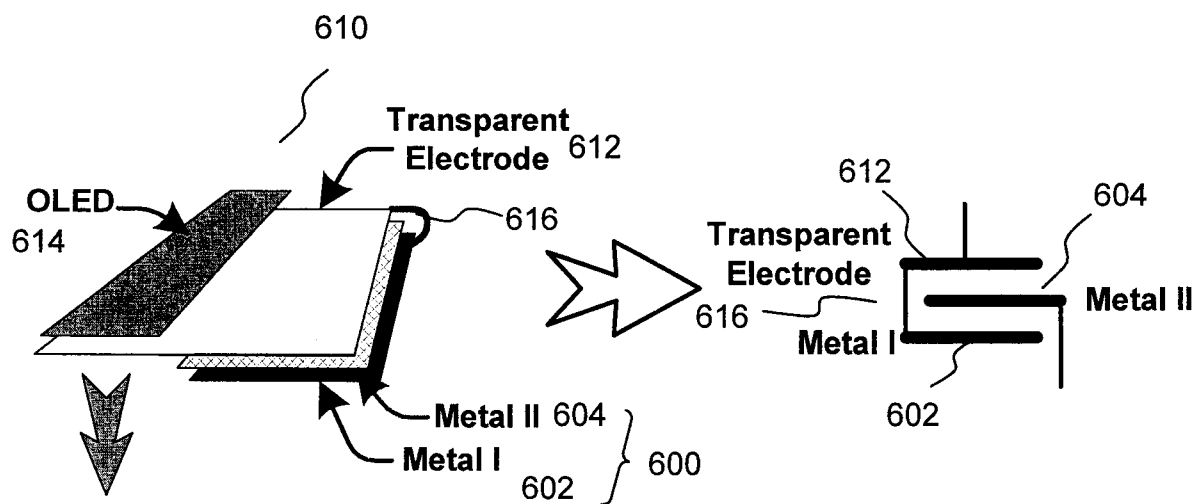 610
Transparent
Electrode 612
OLED
614
616
Metal II 604
Metal I
602
600
612
604
Transparent
Electrode
616
Metal II
Metal I
602